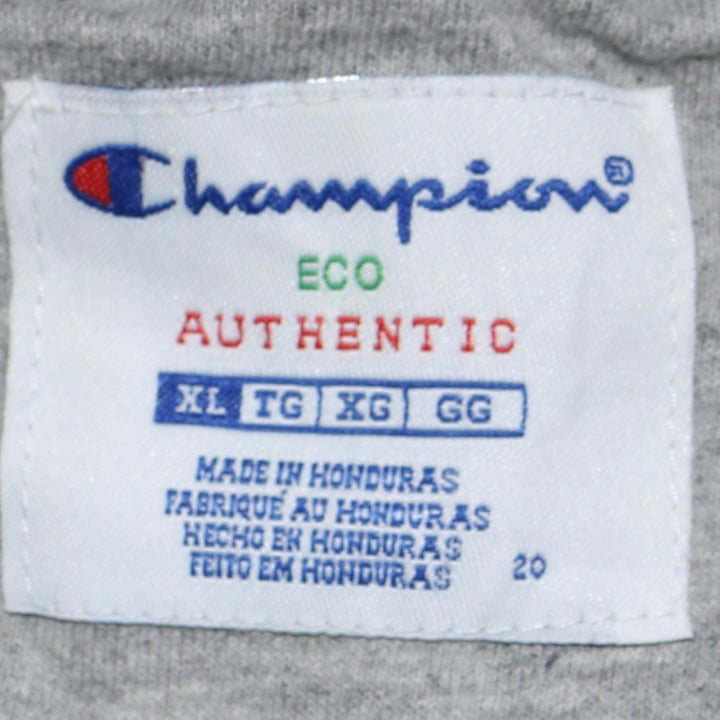 Champion®
ECO
AUTHENTIC
XL TG XG GG
MADE IN HONDURAS
FABRIQUÉ AU HONDURAS
HECHO EN HONDURAS
FEITO EM HONDURAS 20